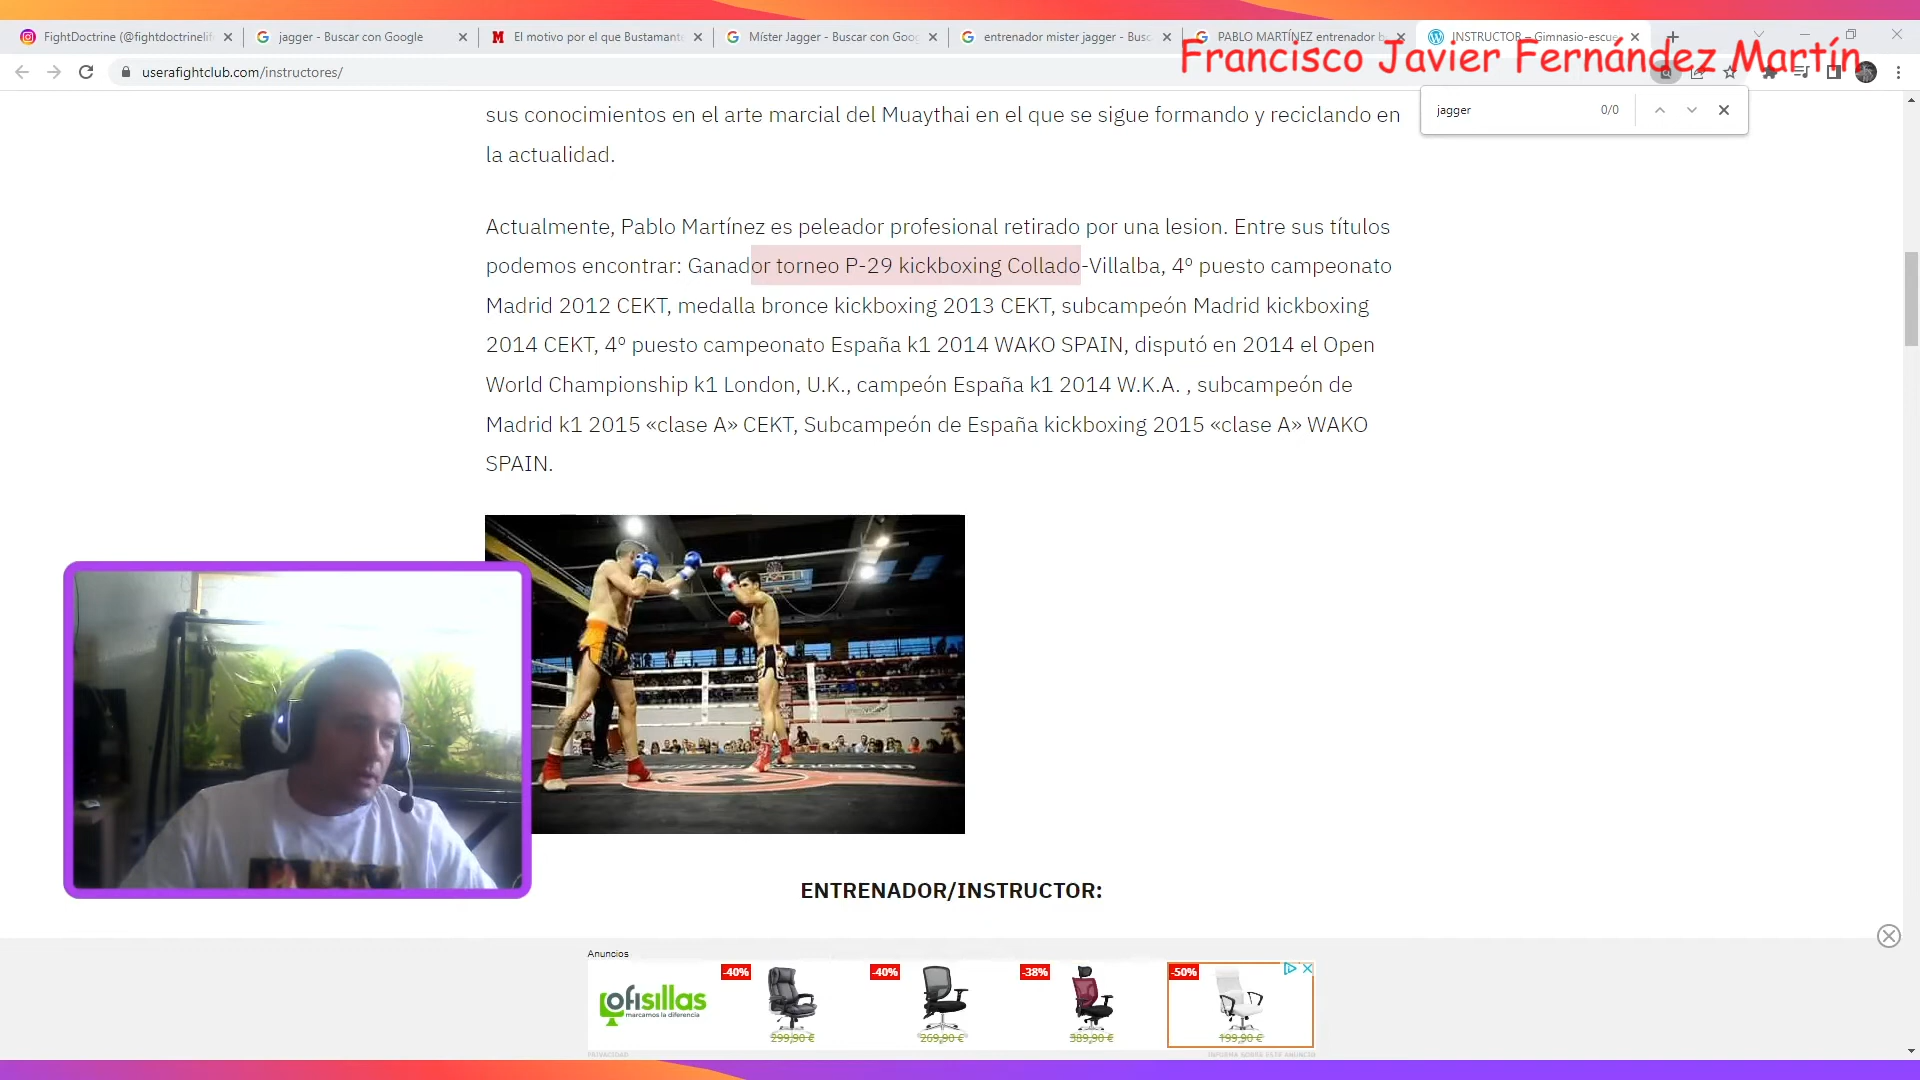 FightDoctrine (@fightdoctrinelif
jagger - Buscar con Google
El motivo por el que Bustamant
Míster Jagger - Buscar con Goo
entrenador mister jagger - Busc
PABLO MARTÍNEZ entrenador b
INSTRUCTOR – Gimnasio-escue
Francisco Javier Fernández Martín
userafightclub.com/instructores/
jagger
0/0
sus conocimientos en el arte marcial del Muaythai en el que se sigue formando y reciclando en
la actualidad.
Actualmente, Pablo Martínez es peleador profesional retirado por una lesion. Entre sus títulos
podemos encontrar: Ganador torneo P-29 kickboxing Collado-Villalba, 4º puesto campeonato
Madrid 2012 CEKT, medalla bronce kickboxing 2013 CEKT, subcampeón Madrid kickboxing
2014 CEKT, 4º puesto campeonato España k1 2014 WAKO SPAIN, disputó en 2014 el Open
World Championship k1 London, U.K., campeón España k1 2014 W.K.A. , subcampeón de
Madrid k1 2015 «clase A» CEKT, Subcampeón de España kickboxing 2015 «clase A» WAKO
SPAIN.
ENTRENADOR/INSTRUCTOR:
Anuncios
ofisillas
marcamos la diferencia
-40%
299,90 €
-40%
269,90 €
-38%
389,90 €
-50%
199,90 €
PRIVACIDAD